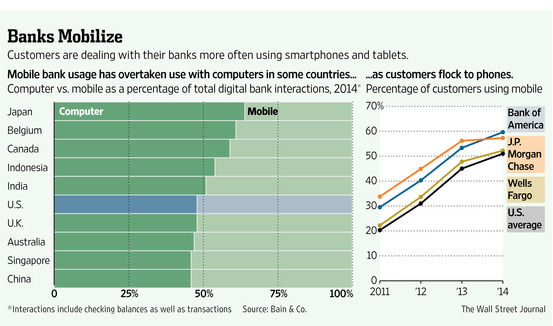 Banks Mobilize
Customers are dealing with their banks more often using smartphones and tablets.
Mobile bank usage has overtaken use with computers in some countries...
Computer vs. mobile as a percentage of total digital bank interactions, 2014*
Computer
Mobile
Japan
Belgium
Canada
Indonesia
India
U.S.
U.K.
Australia
Singapore
China
0 25% 50% 75% 100%
...as customers flock to phones.
Percentage of customers using mobile
70%
60
50
40
30
20
10
0
2011 '12 '13 '14
Bank of
America
J.P.
Morgan
Chase
Wells
Fargo
U.S.
average
*Interactions include checking balances as well as transactions Source: Bain & Co.
The Wall Street Journal